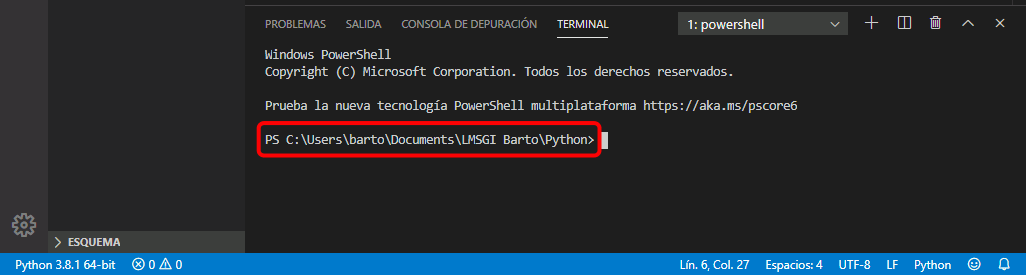 PROBLEMAS SALIDA CONSOLA DE DEPURACIÓN TERMINAL 1: powershell
Windows PowerShell
Copyright (C) Microsoft Corporation. Todos los derechos reservados.
Prueba la nueva tecnología PowerShell multiplataforma https://aka.ms/pscore6
PS C:\Users\barto\Documents\LMSGI Barto\Python>
ESQUEMA
Python 3.8.1 64-bit 0 0 Lín. 6, Col. 27 Espacios: 4 UTF-8 LF Python